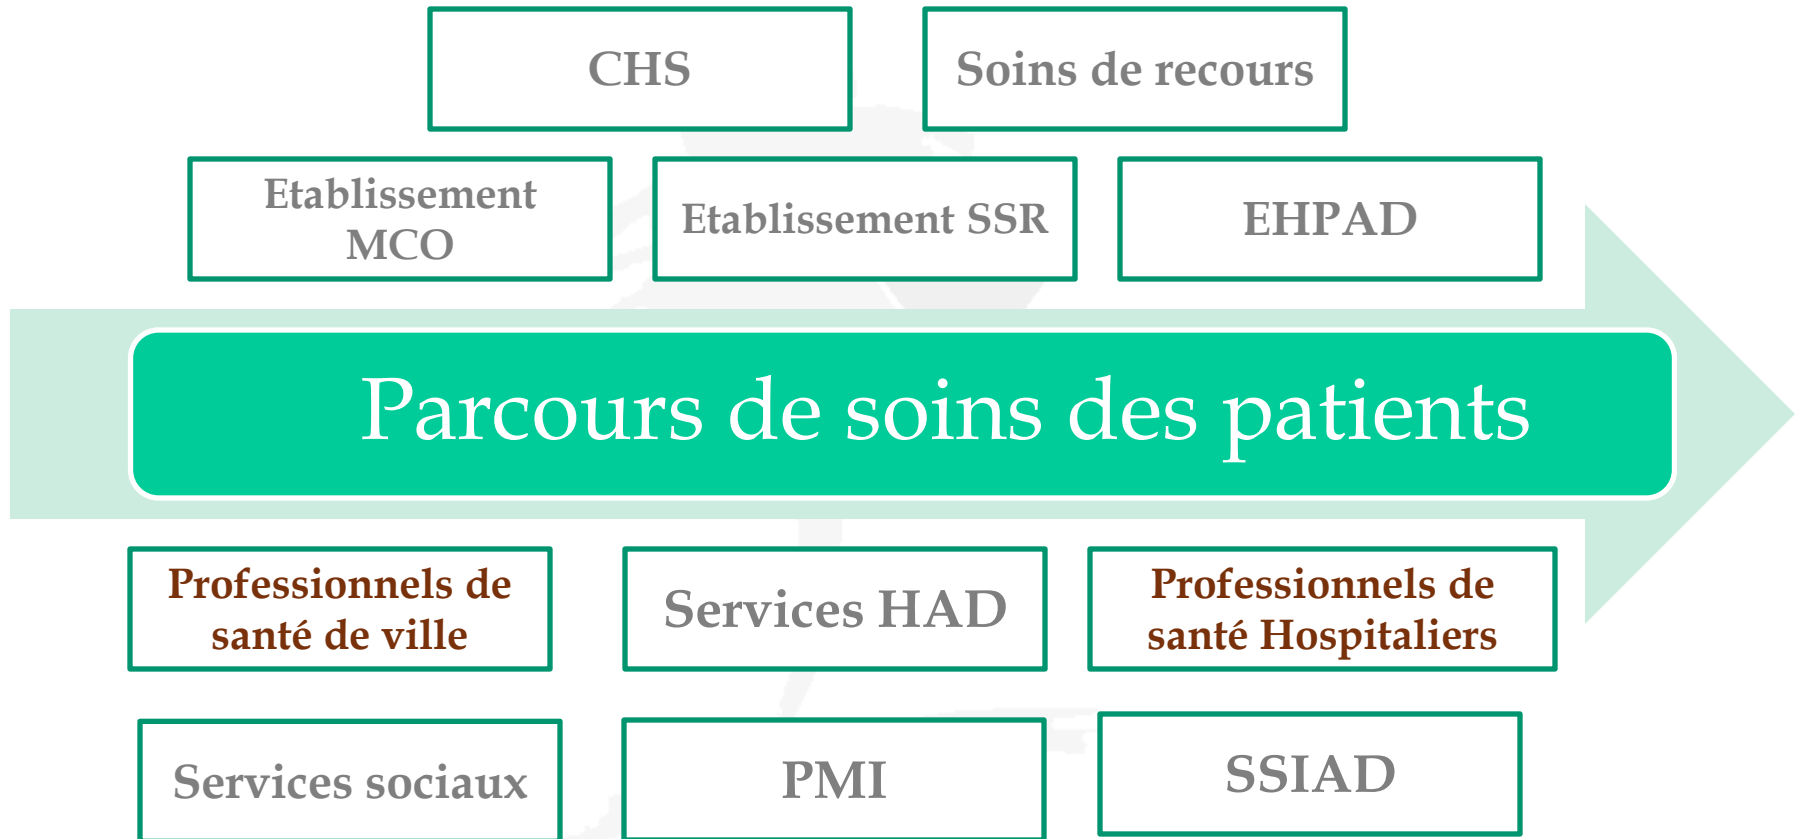 CHS
Soins de recours
Etablissement
MCO
Etablissement SSR
EHPAD
Parcours de soins des patients
Professionnels de
santé de ville
Services HAD
Professionnels de
santé Hospitaliers
Services sociaux
PMI
SSIAD